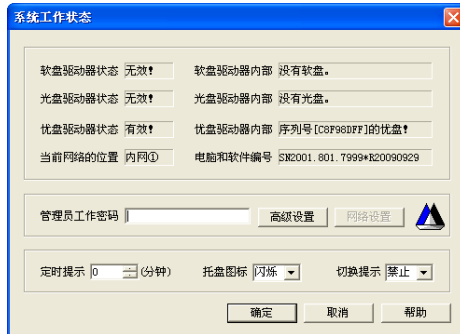 系统工作状态
软盘驱动器状态 无效! 软盘驱动器内部 没有软盘。
光盘驱动器状态 无效! 光盘驱动器内部 没有光盘。
优盘驱动器状态 有效! 优盘驱动器内部 序列号[C8F98DFF]的优盘!
当前网络的位置 内网① 电脑和软件编号 SN2001.801.7999*R20090929
管理员工作密码 高级设置 网络设置
定时提示 0 (分钟) 托盘图标 闪烁 切换提示 禁止
确定 取消 帮助